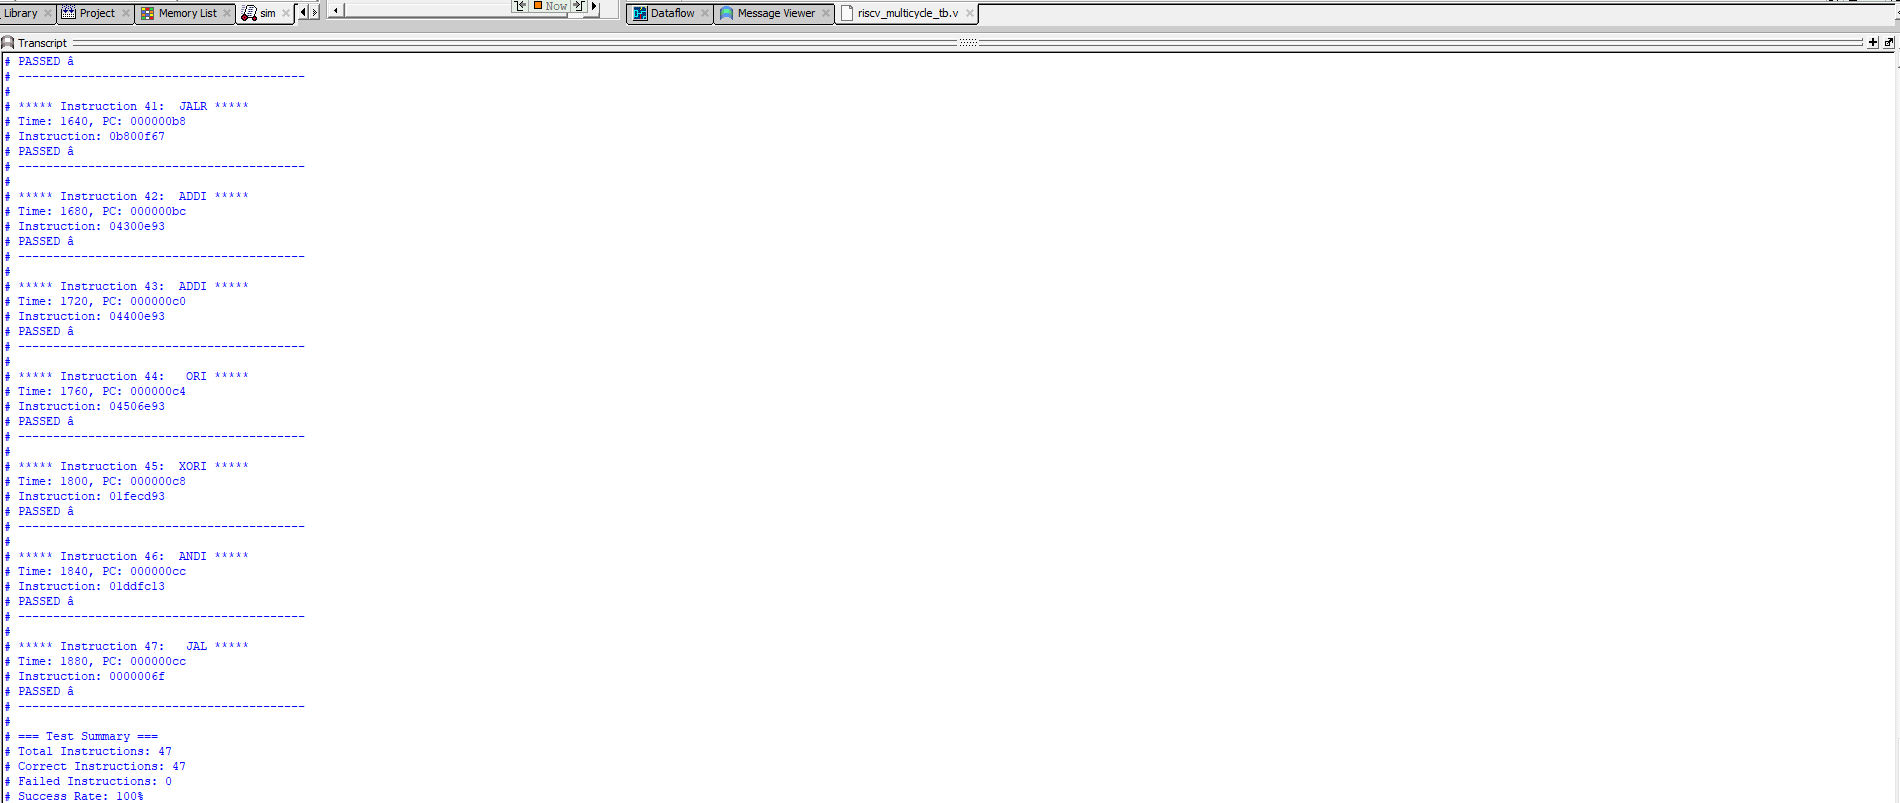 Library
Project
Memory List
sim
Now
Dataflow
Message Viewer
riscv_multicycle_tb.v
Transcript
# PASSED â
# -----------------------------------------
#
# ***** Instruction 41:  JALR *****
# Time: 1640, PC: 000000b8
# Instruction: 0b800f67
# PASSED â
# -----------------------------------------
#
# ***** Instruction 42:  ADDI *****
# Time: 1680, PC: 000000bc
# Instruction: 04300e93
# PASSED â
# -----------------------------------------
#
# ***** Instruction 43:  ADDI *****
# Time: 1720, PC: 000000c0
# Instruction: 04400e93
# PASSED â
# -----------------------------------------
#
# ***** Instruction 44:   ORI *****
# Time: 1760, PC: 000000c4
# Instruction: 04506e93
# PASSED â
# -----------------------------------------
#
# ***** Instruction 45:  XORI *****
# Time: 1800, PC: 000000c8
# Instruction: 01fecd93
# PASSED â
# -----------------------------------------
#
# ***** Instruction 46:  ANDI *****
# Time: 1840, PC: 000000cc
# Instruction: 01ddfc13
# PASSED â
# -----------------------------------------
#
# ***** Instruction 47:   JAL *****
# Time: 1880, PC: 000000cc
# Instruction: 0000006f
# PASSED â
# -----------------------------------------
#
# === Test Summary ===
# Total Instructions: 47
# Correct Instructions: 47
# Failed Instructions: 0
# Success Rate: 100%